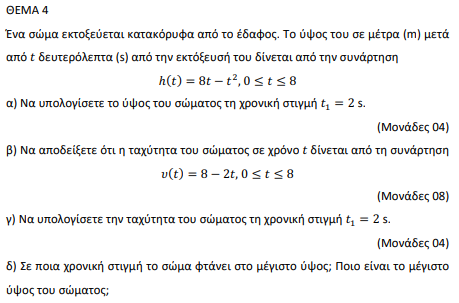 ΘΕΜΑ 4
Ένα σώμα εκτοξεύεται κατακόρυφα από το έδαφος. Το ύψος του σε μέτρα (m) μετά
από t δευτερόλεπτα (s) από την εκτόξευσή του δίνεται από την συνάρτηση
h(t) = 8t − t², 0 ≤ t ≤ 8
α) Να υπολογίσετε το ύψος του σώματος τη χρονική στιγμή t₁ = 2 s.
(Μονάδες 04)
β) Να αποδείξετε ότι η ταχύτητα του σώματος σε χρόνο t δίνεται από τη συνάρτηση
υ(t) = 8 − 2t, 0 ≤ t ≤ 8
(Μονάδες 08)
γ) Να υπολογίσετε την ταχύτητα του σώματος τη χρονική στιγμή t₁ = 2 s.
(Μονάδες 04)
δ) Σε ποια χρονική στιγμή το σώμα φτάνει στο μέγιστο ύψος; Ποιο είναι το μέγιστο
ύψος του σώματος;